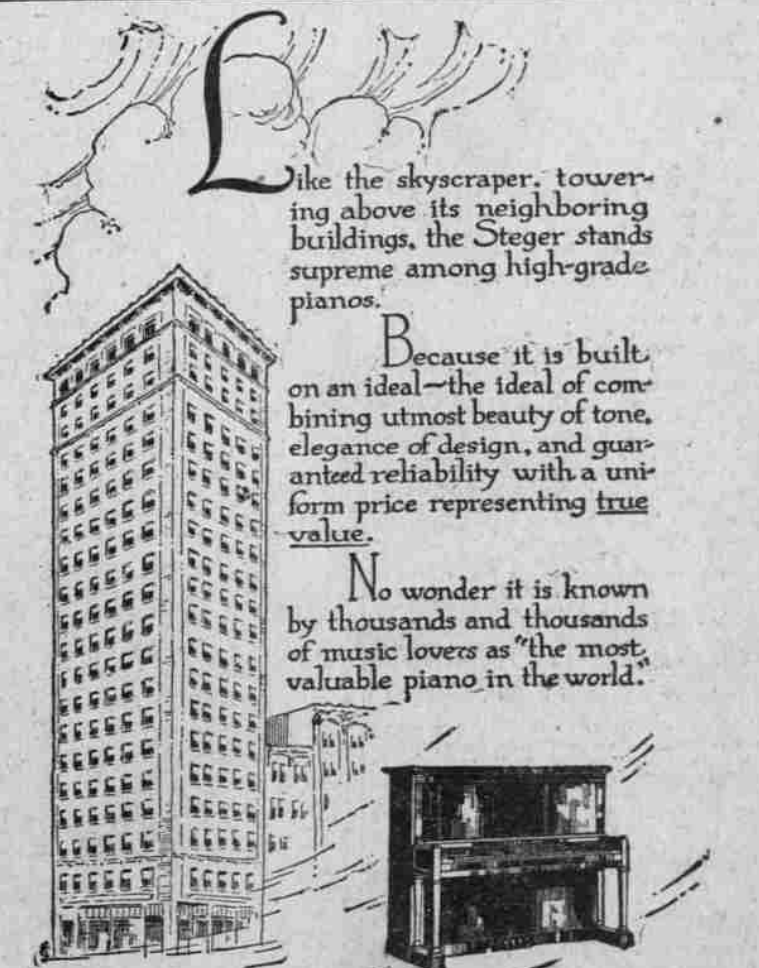 Like the skyscraper, tower-
ing above its neighboring
buildings, the Steger stands
supreme among high-grade
pianos.
Because it is built
on an ideal—the ideal of com-
bining utmost beauty of tone,
elegance of design, and guar-
anteed reliability with a uni-
form price representing true
value.
No wonder it is known
by thousands and thousands
of music lovers as "the most
valuable piano in the world."